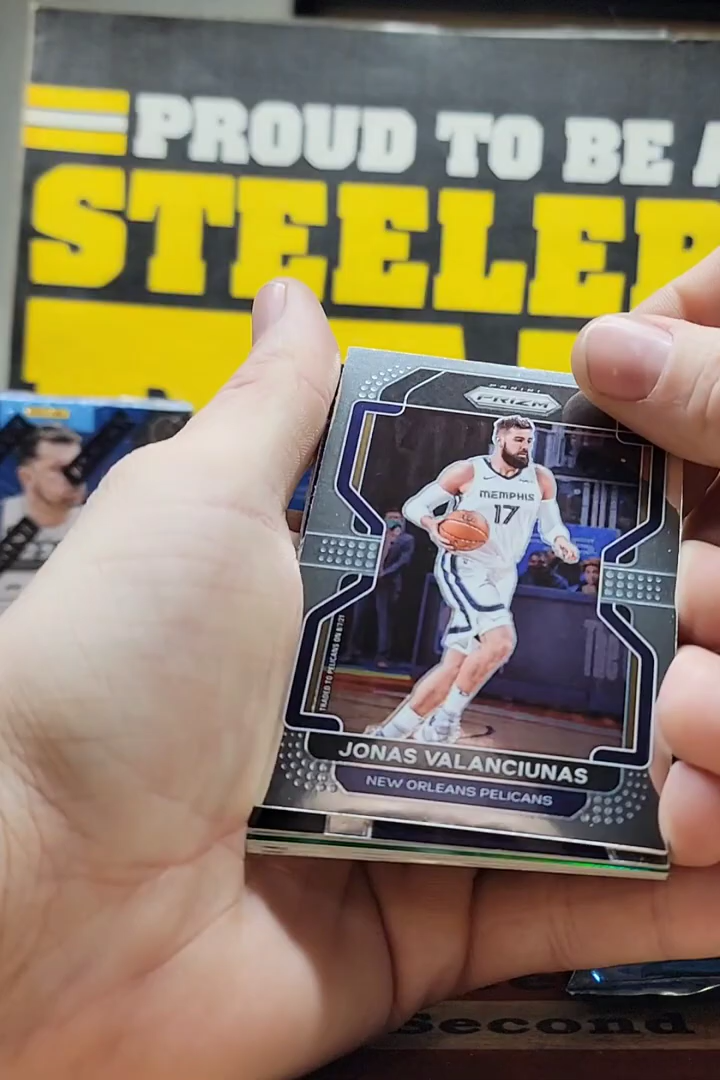 PROUD TO BE A
STEELER
PANINI
PRIZM
MEMPHIS
17
TRADED TO PELICANS ON 8/7/21
JONAS VALANCIUNAS
NEW ORLEANS PELICANS
Second